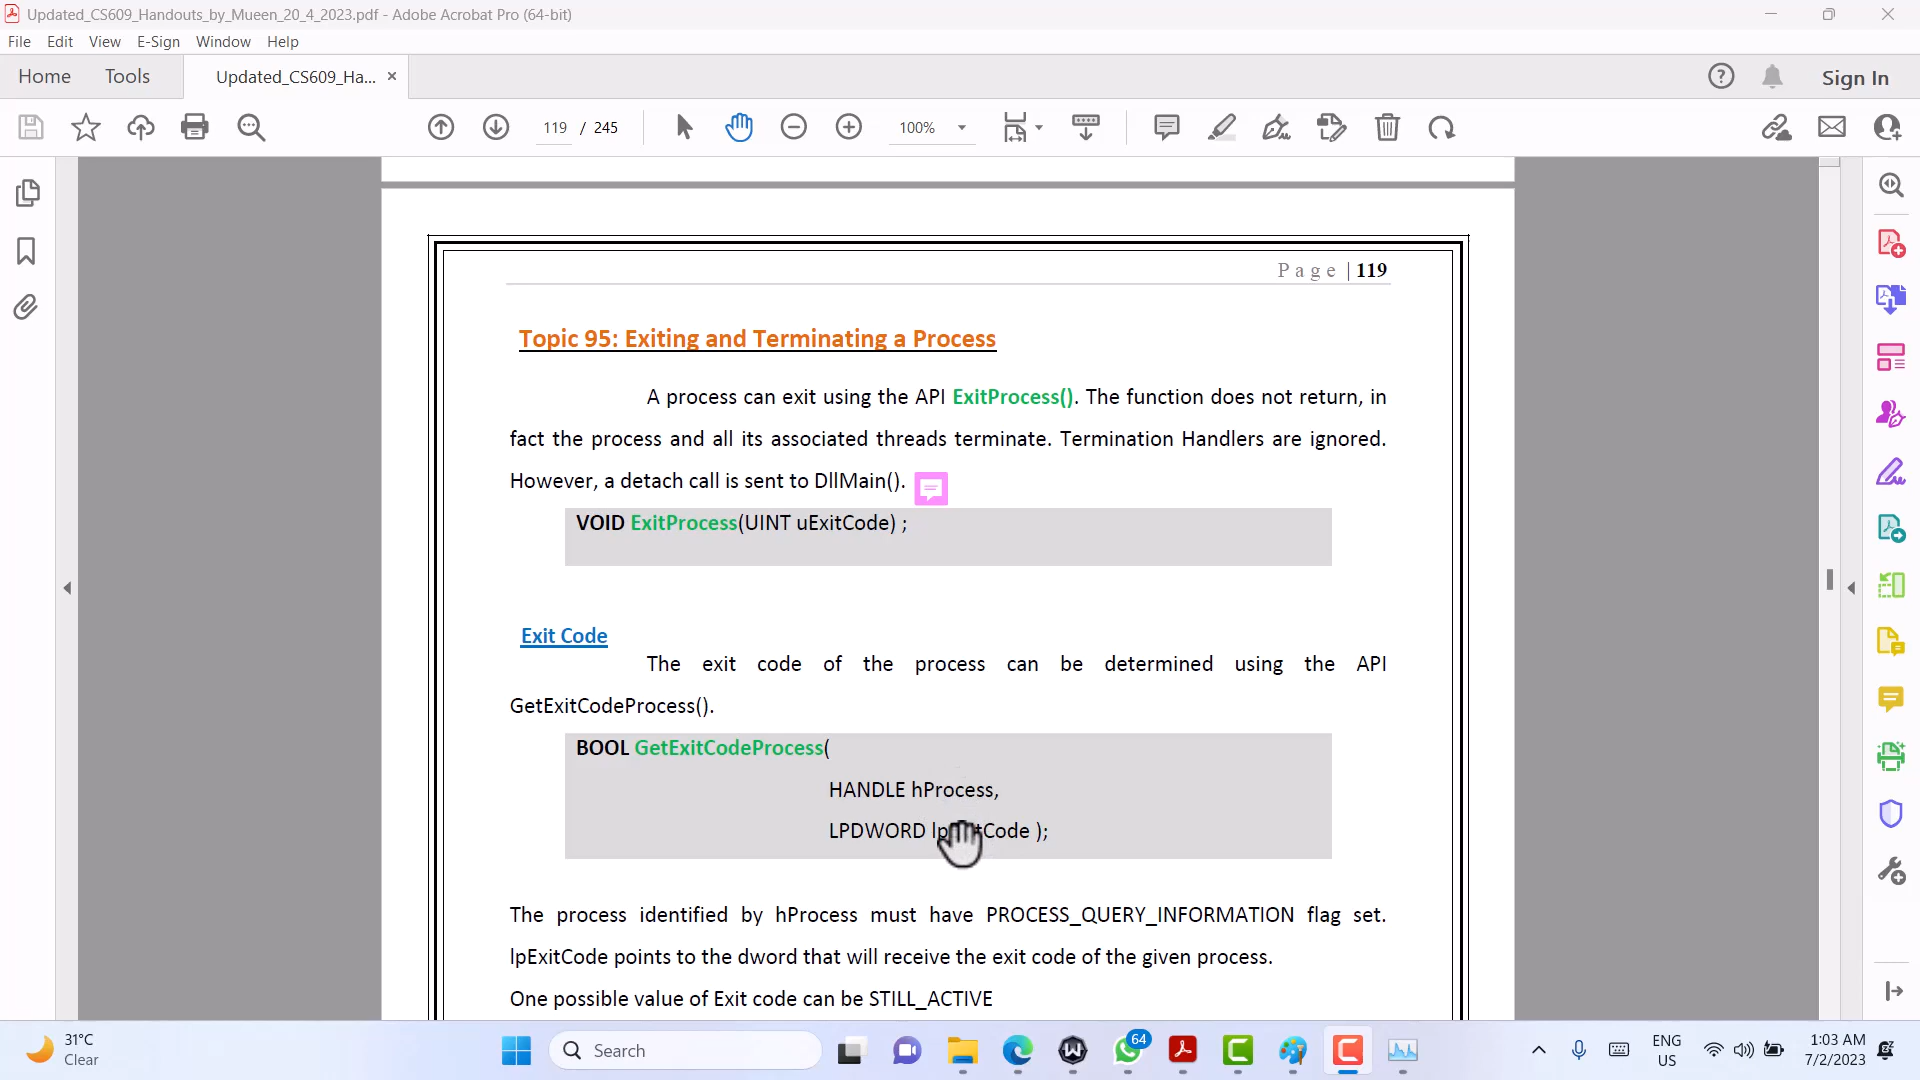 Updated_CS609_Handouts_by_Mueen_20_4_2023.pdf - Adobe Acrobat Pro (64-bit)
File Edit View E-Sign Window Help
Home Tools Updated_CS609_Ha... × Sign In
119 / 245 100%
Page | 119
Topic 95: Exiting and Terminating a Process
A process can exit using the API ExitProcess(). The function does not return, in
fact the process and all its associated threads terminate. Termination Handlers are ignored.
However, a detach call is sent to DllMain().
VOID ExitProcess(UINT uExitCode) ;
Exit Code
The exit code of the process can be determined using the API
GetExitCodeProcess().
BOOL GetExitCodeProcess(
HANDLE hProcess,
LPDWORD lpExitCode );
The process identified by hProcess must have PROCESS_QUERY_INFORMATION flag set.
lpExitCode points to the dword that will receive the exit code of the given process.
One possible value of Exit code can be STILL_ACTIVE
31°C
Clear
Search
64
ENG
US
1:03 AM
7/2/2023